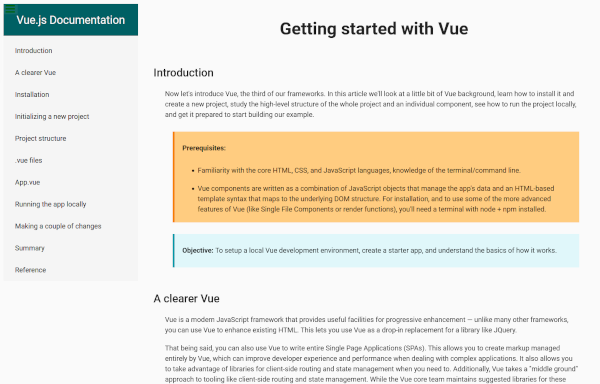 Vue.js Documentation
Introduction
A clearer Vue
Installation
Initializing a new project
Project structure
.vue files
App.vue
Running the app locally
Making a couple of changes
Summary
Reference
Getting started with Vue
Introduction
Now let's introduce Vue, the third of our frameworks. In this article we'll look at a little bit of Vue background, learn how to install it and
create a new project, study the high-level structure of the whole project and an individual component, see how to run the project locally,
and get it prepared to start building our example.
Prerequisites:
Familiarity with the core HTML, CSS, and JavaScript languages, knowledge of the terminal/command line.
Vue components are written as a combination of JavaScript objects that manage the app's data and an HTML-based
template syntax that maps to the underlying DOM structure. For installation, and to use some of the more advanced
features of Vue (like Single File Components or render functions), you'll need a terminal with node + npm installed.
Objective: To setup a local Vue development environment, create a starter app, and understand the basics of how it works.
A clearer Vue
Vue is a modern JavaScript framework that provides useful facilities for progressive enhancement — unlike many other frameworks,
you can use Vue to enhance existing HTML. This lets you use Vue as a drop-in replacement for a library like JQuery.
That being said, you can also use Vue to write entire Single Page Applications (SPAs). This allows you to create markup managed
entirely by Vue, which can improve developer experience and performance when dealing with complex applications. It also allows you
to take advantage of libraries for client-side routing and state management when you need to. Additionally, Vue takes a "middle ground"
approach to tooling like client-side routing and state management. While the Vue core team maintains suggested libraries for these